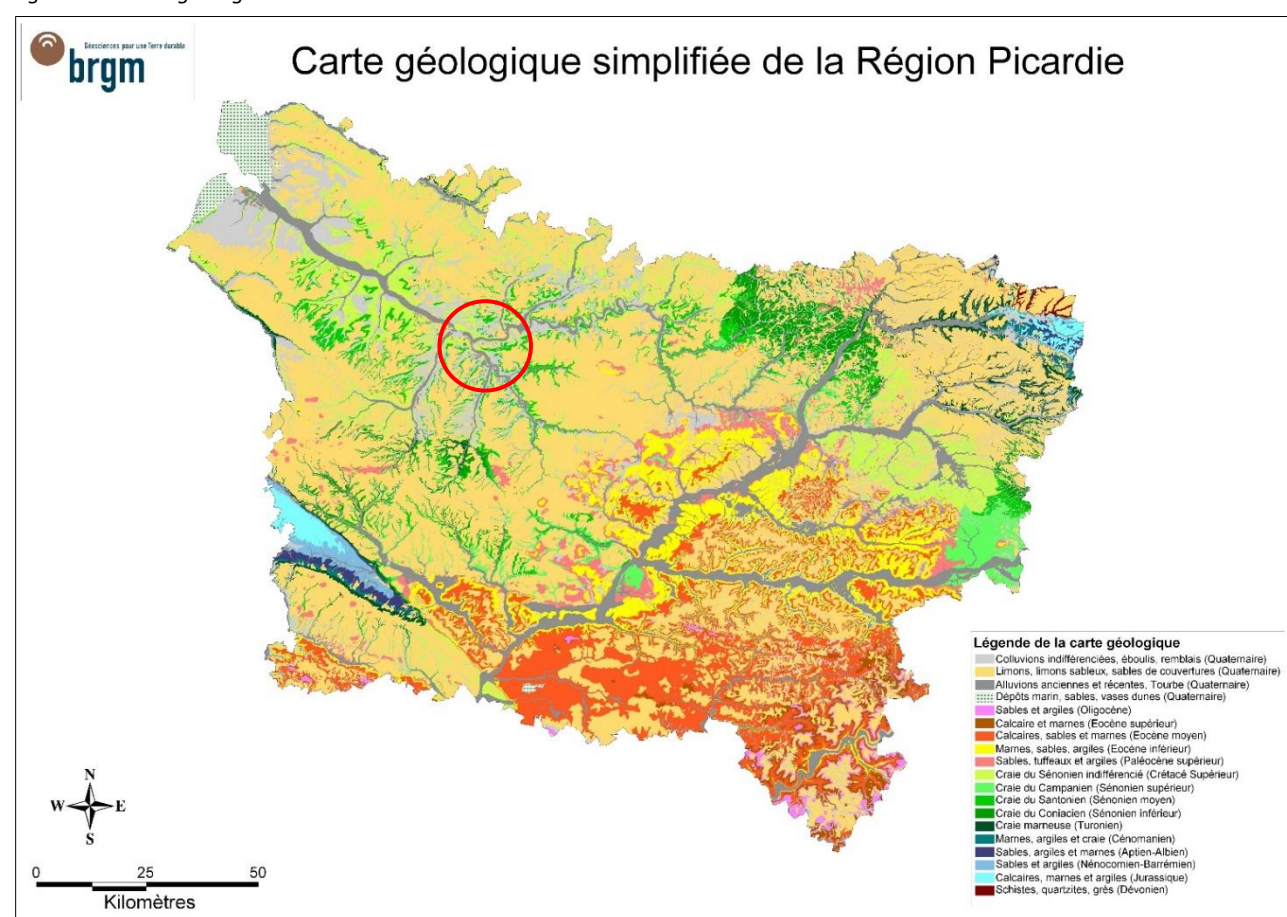 Géosciences pour une Terre durable
brgm
Carte géologique simplifiée de la Région Picardie
Légende de la carte géologique
Colluvions indifférenciées, éboulis, remblais (Quaternaire)
Limons, limons sableux, sables de couvertures (Quaternaire)
Alluvions anciennes et récentes, Tourbe (Quaternaire)
Dépôts marin, sables, vases dunes (Quaternaire)
Sables et argiles (Oligocène)
Calcaire et marnes (Eocène supérieur)
Calcaires, sables et marnes (Eocène moyen)
Marnes, sables, argiles (Eocène inférieur)
Sables, tuffeaux et argiles (Paléocène supérieur)
Craie du Sénonien indifférencié (Crétacé Supérieur)
Craie du Campanien (Sénonien supérieur)
Craie du Santonien (Sénonien moyen)
Craie du Coniacien (Sénonien inférieur)
Craie marneuse (Turonien)
Marnes, argiles et craie (Cénomanien)
Sables, argiles et marnes (Aptien-Albien)
Sables et argiles (Nénocomien-Barrémien)
Calcaires, marnes et argiles (Jurassique)
Schistes, quartzites, grès (Dévonien)
N
W E
S
0 25 50
Kilomètres